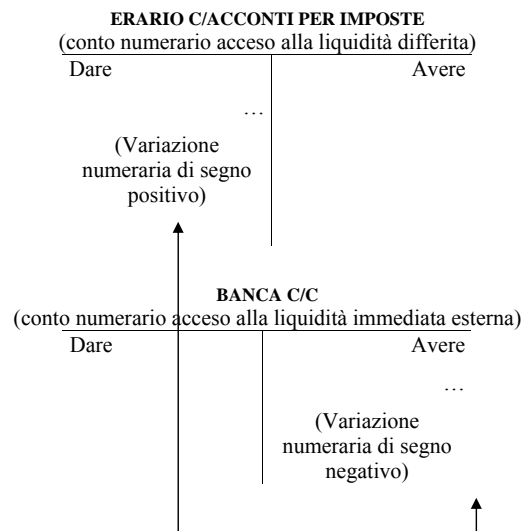 ERARIO C/ACCONTI PER IMPOSTE
(conto numerario acceso alla liquidità differita)
Dare Avere
…
(Variazione
numeraria di segno
positivo)
BANCA C/C
(conto numerario acceso alla liquidità immediata esterna)
Dare Avere
…
(Variazione
numeraria di segno
negativo)